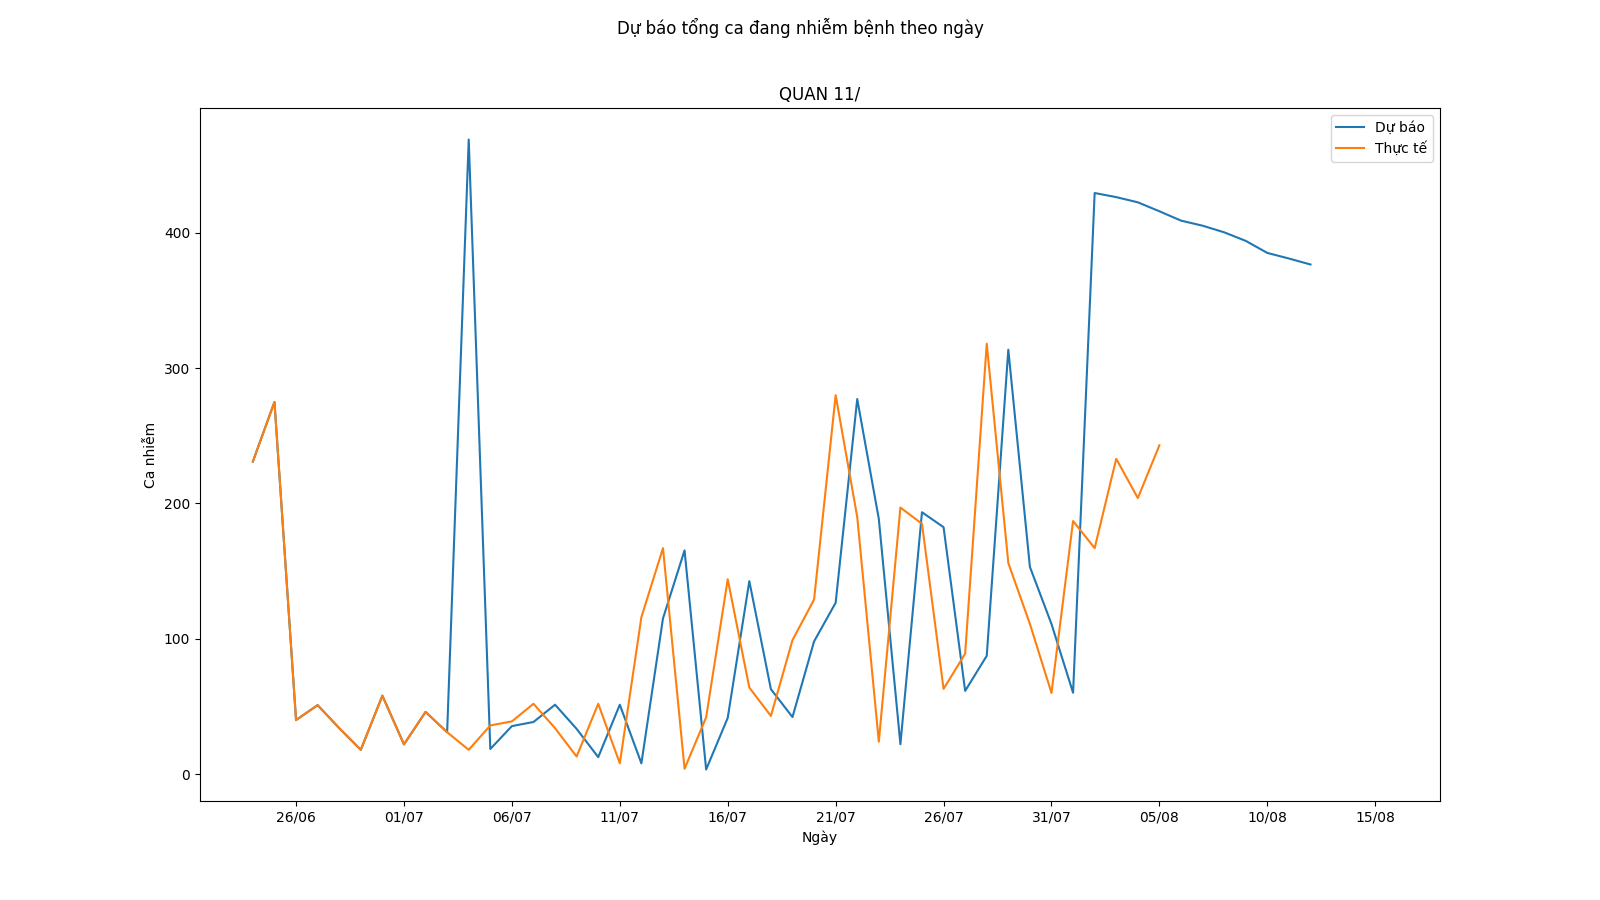 Dự báo tổng ca đang nhiễm bệnh theo ngày
QUAN 11/
Dự báo
Thực tế
400
300
200
100
0
Ca nhiễm
26/06 01/07 06/07 11/07 16/07 21/07 26/07 31/07 05/08 10/08 15/08
Ngày